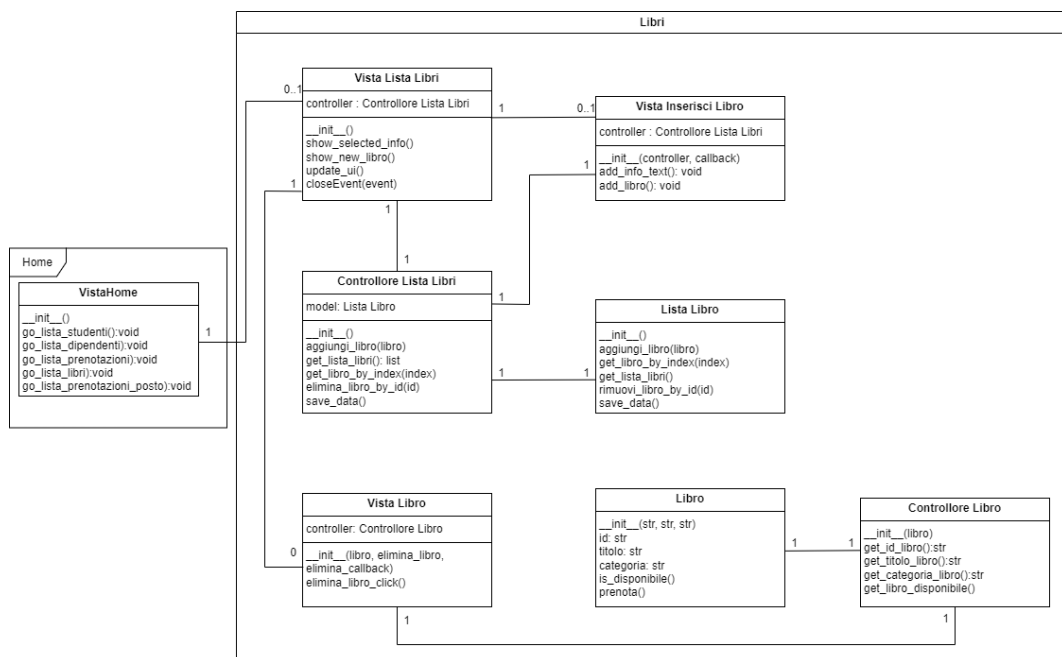 Libri
Vista Lista Libri
controller : Controllore Lista Libri
__init__()
show_selected_info()
show_new_libro()
update_ui()
closeEvent(event)
0..1
1
1
1
0..1
Vista Inserisci Libro
controller : Controllore Lista Libri
__init__(controller, callback)
add_info_text(): void
add_libro(): void
1
Home
VistaHome
__init__()
go_lista_studenti():void
go_lista_dipendenti):void
go_lista_prenotazioni):void
go_lista_libri):void
go_lista_prenotazioni_posto):void
1
1
Controllore Lista Libri
model: Lista Libro
__init__()
aggiungi_libro(libro)
get_lista_libri(): list
get_libro_by_index(index)
elimina_libro_by_id(id)
save_data()
1
1
1
Lista Libro
__init__()
aggiungi_libro(libro)
get_libro_by_index(index)
get_lista_libri()
rimuovi_libro_by_id(id)
save_data()
Vista Libro
controller: Controllore Libro
__init__(libro, elimina_libro,
elimina_callback)
elimina_libro_click()
0
1
Libro
__init__(str, str, str)
id: str
titolo: str
categoria: str
is_disponibile()
prenota()
1
1
Controllore Libro
__init__(libro)
get_id_libro():str
get_titolo_libro():str
get_categoria_libro():str
get_libro_disponibile()
1